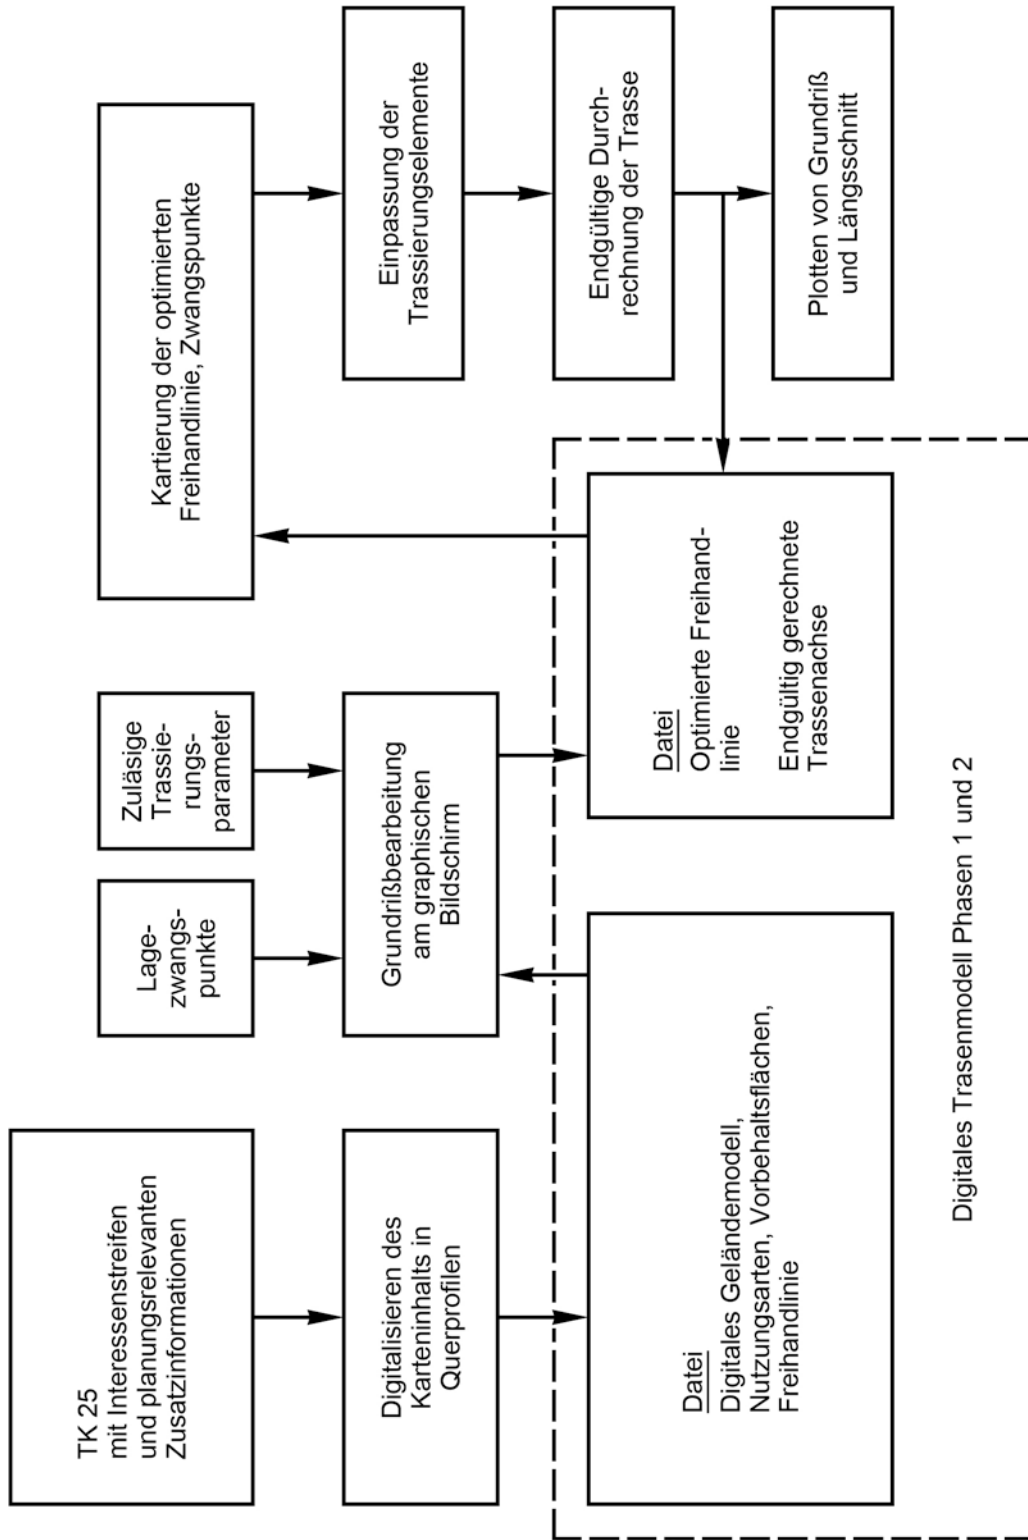 TK 25
mit Interessenstreifen
und planungsrelevanten
Zusatzinformationen
Digitalisieren des
Karteninhalts in
Querprofilen
Datei
Digitales Geländemodell,
Nutzungsarten, Vorbehaltsflächen,
Freihandlinie
Lage-
zwangs-
punkte
Zuläsige
Trassie-
rungs-
parameter
Grundrißbearbeitung
am graphischen
Bildschirm
Datei
Optimierte Freihand-
linie
Endgültig gerechnete
Trassenachse
Kartierung der optimierten
Freihandlinie, Zwangspunkte
Einpassung der
Trassierungselemente
Endgültige Durch-
rechnung der Trasse
Plotten von Grundriß
und Längsschnitt
Digitales Trasenmodell Phasen 1 und 2